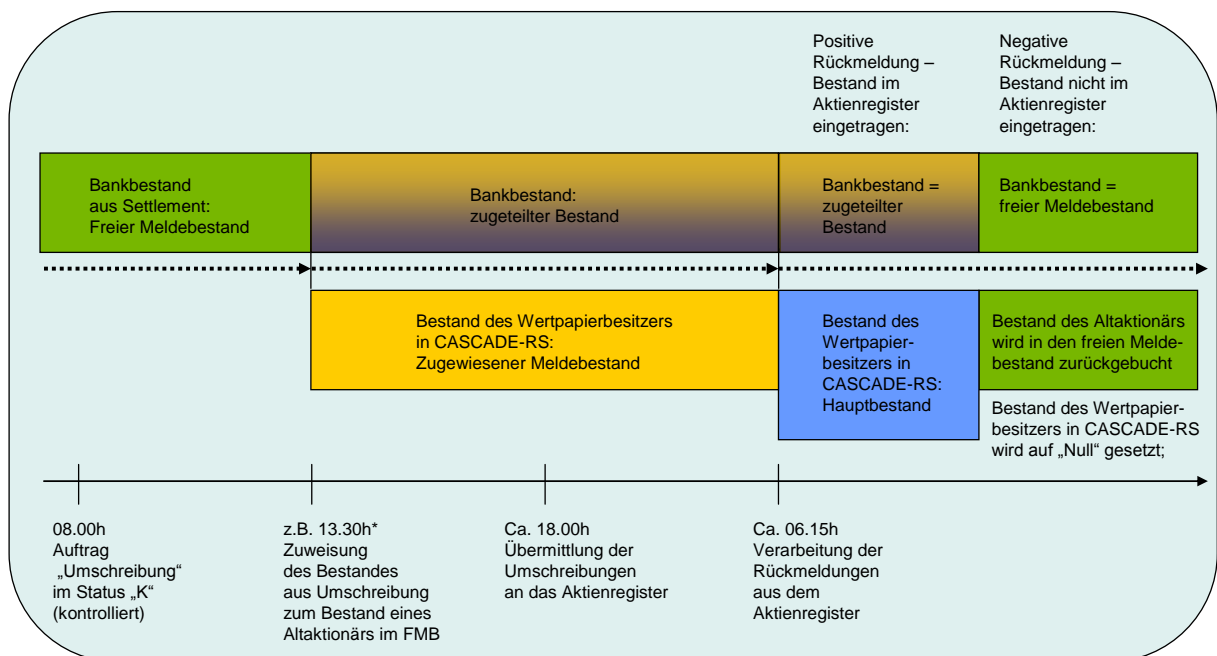 Positive
Rückmeldung –
Bestand im
Aktienregister
eingetragen:
Negative
Rückmeldung –
Bestand nicht im
Aktienregister
eingetragen:
Bankbestand
aus Settlement:
Freier Meldebestand
Bankbestand:
zugeteilter Bestand
Bankbestand =
zugeteilter
Bestand
Bankbestand =
freier Meldebestand
Bestand des Wertpapierbesitzers
in CASCADE-RS:
Zugewiesener Meldebestand
Bestand des
Wertpapier-
besitzers in
CASCADE-RS:
Hauptbestand
Bestand des Altaktionärs
wird in den freien Melde-
bestand zurückgebucht
Bestand des Wertpapier-
besitzers in CASCADE-RS
wird auf „Null“ gesetzt;
08.00h
Auftrag
„Umschreibung“
im Status „K“
(kontrolliert)
z.B. 13.30h*
Zuweisung
des Bestandes
aus Umschreibung
zum Bestand eines
Altaktionärs im FMB
Ca. 18.00h
Übermittlung der
Umschreibungen
an das Aktienregister
Ca. 06.15h
Verarbeitung der
Rückmeldungen
aus dem
Aktienregister